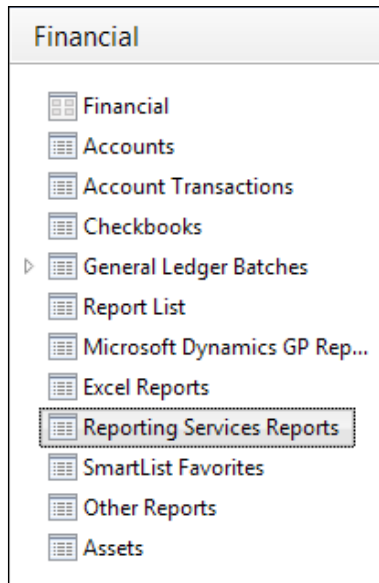 Financial
Financial
Accounts
Account Transactions
Checkbooks
General Ledger Batches
Report List
Microsoft Dynamics GP Rep...
Excel Reports
Reporting Services Reports
SmartList Favorites
Other Reports
Assets